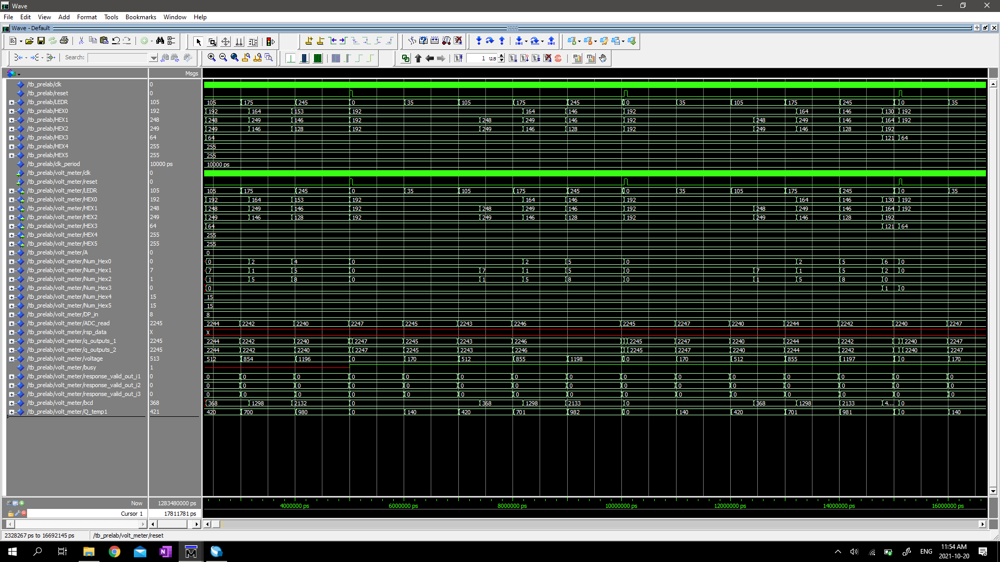 Wave
File Edit View Add Format Tools Bookmarks Window Help
Wave - Default
Search:
1 us
Msgs
/tb_prelab/clk 0
/tb_prelab/reset 0
/tb_prelab/LEDR 105 105 175 245 0 35 105 175 245 0 35 105 175 245 0 35
/tb_prelab/HEX0 192 192 164 153 192 164 146 192 164 146 130 192
/tb_prelab/HEX1 248 248 249 146 192 248 249 146 192 248 249 146 164 192
/tb_prelab/HEX2 249 249 146 128 192 249 146 128 192 249 146 128 192
/tb_prelab/HEX3 64 64 121 64
/tb_prelab/HEX4 255 255
/tb_prelab/HEX5 255 255
/tb_prelab/clk_period 10000 ps 10000 ps
/tb_prelab/volt_meter/clk 0
/tb_prelab/volt_meter/reset 0
/tb_prelab/volt_meter/LEDR 105 105 175 245 0 35 105 175 245 0 35 105 175 245 0 35
/tb_prelab/volt_meter/HEX0 192 192 164 153 192 164 146 192 164 146 130 192
/tb_prelab/volt_meter/HEX1 248 248 249 146 192 248 249 146 192 248 249 146 164 192
/tb_prelab/volt_meter/HEX2 249 249 146 128 192 249 146 128 192 249 146 128 192
/tb_prelab/volt_meter/HEX3 64 64 121 64
/tb_prelab/volt_meter/HEX4 255 255
/tb_prelab/volt_meter/HEX5 255 255
/tb_prelab/volt_meter/A 0 0
/tb_prelab/volt_meter/Num_Hex0 0 0 2 4 0 2 5 0 2 5 6 0
/tb_prelab/volt_meter/Num_Hex1 7 7 1 5 0 7 1 5 0 7 1 5 2 0
/tb_prelab/volt_meter/Num_Hex2 1 1 5 8 0 1 5 8 0 1 5 8 0
/tb_prelab/volt_meter/Num_Hex3 0 0 1 0
/tb_prelab/volt_meter/Num_Hex4 15 15
/tb_prelab/volt_meter/Num_Hex5 15 15
/tb_prelab/volt_meter/DP_in 8 8
/tb_prelab/volt_meter/ADC_read 2245 2244 2242 2240 2247 2245 2243 2246 2245 2247 2240 2244 2242 2240 2247
/tb_prelab/volt_meter/rsp_data X X
/tb_prelab/volt_meter/q_outputs_1 2245 2244 2242 2240 2247 2245 2243 2246 2245 2247 2240 2244 2242 2240 2247
/tb_prelab/volt_meter/q_outputs_2 2245 2244 2242 2240 2247 2245 2243 2246 2245 2247 2240 2244 2242 2240 2247
/tb_prelab/volt_meter/voltage 513 512 854 1196 0 170 512 855 1198 0 170 512 855 1197 0 170
/tb_prelab/volt_meter/busy 1
/tb_prelab/volt_meter/response_valid_out_i1 0 0 0 0 0 0 0 0 0 0 0 0 0 0 0 0
/tb_prelab/volt_meter/response_valid_out_i2 0 0 0 0 0 0 0 0 0 0 0 0 0 0 0 0
/tb_prelab/volt_meter/response_valid_out_i3 0 0 0 0 0 0 0 0 0 0 0 0 0 0 0 0
/tb_prelab/volt_meter/bcd 368 368 1298 2132 0 368 1298 2133 0 368 1298 2133 4... 0
/tb_prelab/volt_meter/Q_temp1 421 420 700 980 0 140 420 701 982 0 140 420 701 981 0 140
Now 1283480000 ps 4000000 ps 6000000 ps 8000000 ps 10000000 ps 12000000 ps 14000000 ps 16000000 ps
Cursor 1 17811781 ps
2328267 ps to 16692145 ps /tb_prelab/volt_meter/reset
ENG 11:54 AM
2021-10-20